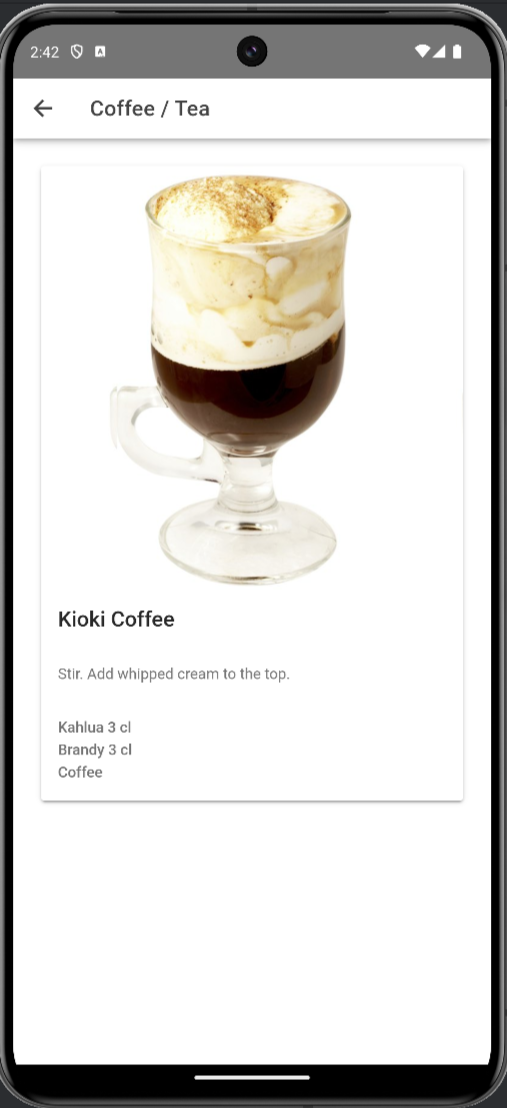 2:42
Coffee / Tea
Kioki Coffee
Stir. Add whipped cream to the top.
Kahlua 3 cl
Brandy 3 cl
Coffee